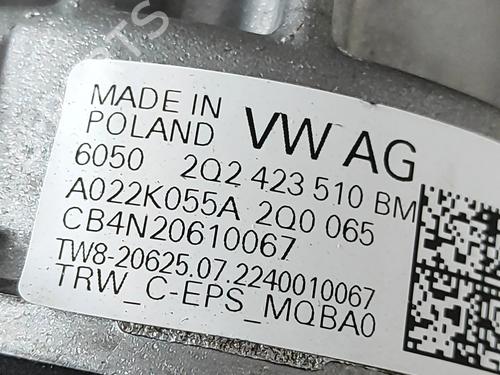 MADE IN
POLAND VW AG
6050 2Q2 423 510 BM
A022K055A 2Q0 065
CB4N20610067
TW8-20625.07.2240010067
TRW_C-EPS_MQBA0